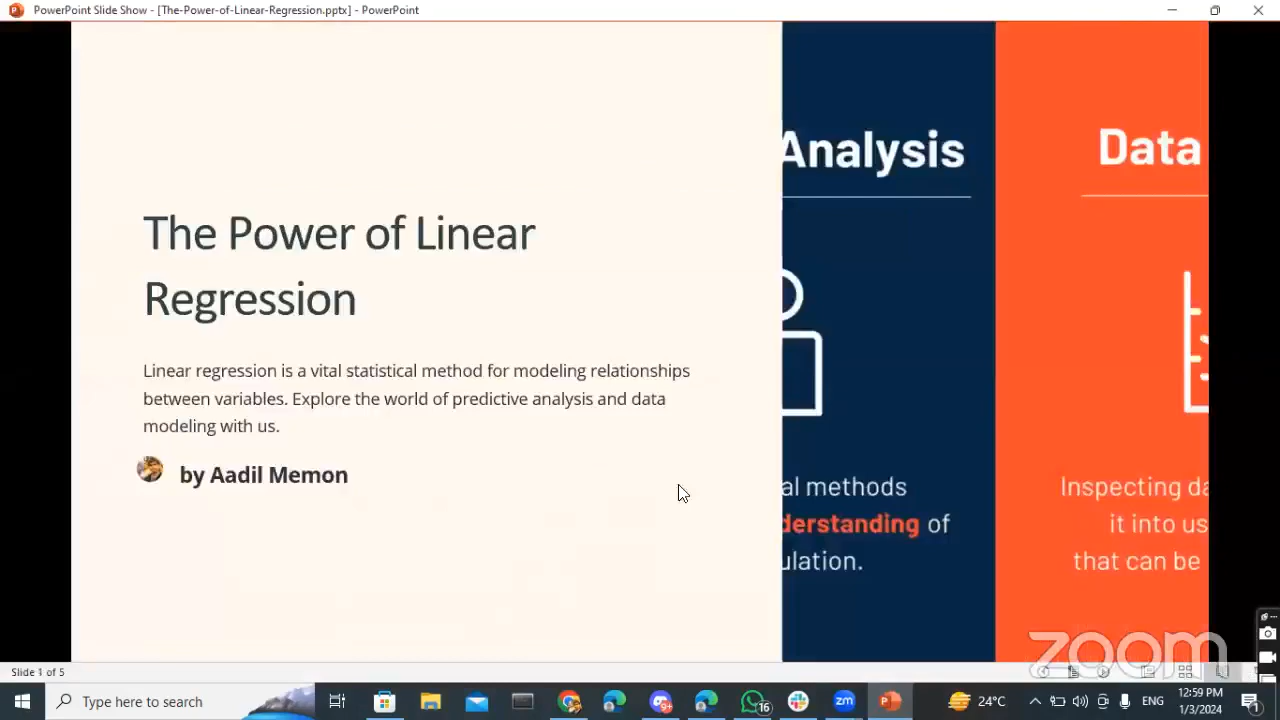 PowerPoint Slide Show - [The-Power-of-Linear-Regression.pptx] - PowerPoint
Analysis
Data
The Power of Linear
Regression
Linear regression is a vital statistical method for modeling relationships
between variables. Explore the world of predictive analysis and data
modeling with us.
by Aadil Memon
al methods
derstanding of
ulation.
Inspecting da
it into us
that can be
zoom
Slide 1 of 5
Type here to search
16
9+
zm
24°C
ENG
12:59 PM
1/3/2024
1